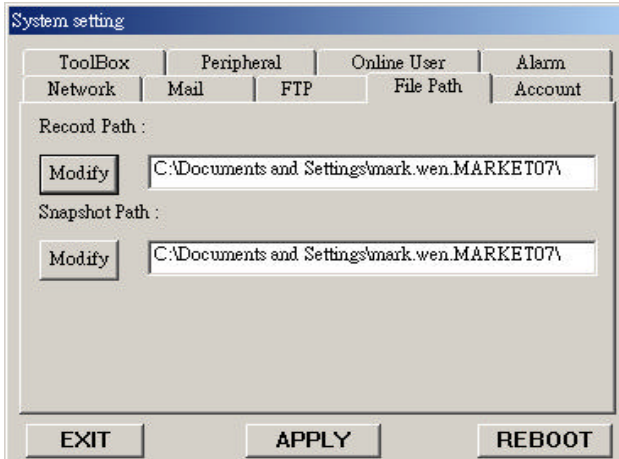 System setting
ToolBox Peripheral Online User Alarm
Network Mail FTP File Path Account
Record Path :
Modify C:\Documents and Settings\mark.wen.MARKET07\
Snapshot Path :
Modify C:\Documents and Settings\mark.wen.MARKET07\
EXIT APPLY REBOOT